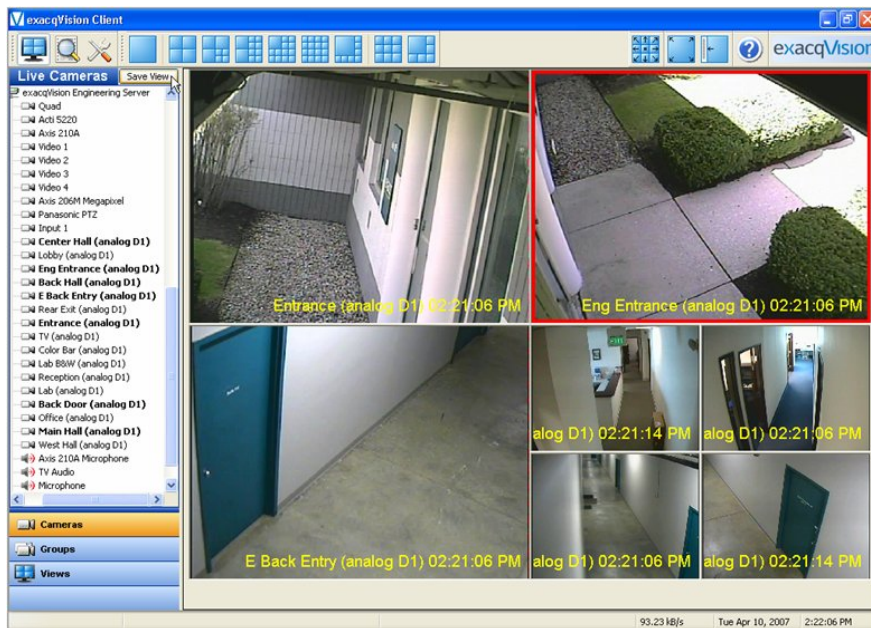 exacqVision Client
exacqVision
Live Cameras
Save View
exacqVision Engineering Server
Quad
Acti 5220
Axis 210A
Video 1
Video 2
Video 3
Video 4
Axis 206M Megapixel
Panasonic PTZ
Input 1
Center Hall (analog D1)
Lobby (analog D1)
Eng Entrance (analog D1)
Back Hall (analog D1)
E Back Entry (analog D1)
Rear Exit (analog D1)
Entrance (analog D1)
TV (analog D1)
Color Bar (analog D1)
Lab B&W (analog D1)
Reception (analog D1)
Lab (analog D1)
Back Door (analog D1)
Office (analog D1)
Main Hall (analog D1)
West Hall (analog D1)
Axis 210A Microphone
TV Audio
Microphone
Cameras
Groups
Views
Entrance (analog D1) 02:21:06 PM
Eng Entrance (analog D1) 02:21:06 PM
E Back Entry (analog D1) 02:21:06 PM
alog D1) 02:21:14 PM
alog D1) 02:21:06 PM
alog D1) 02:21:06 PM
alog D1) 02:21:14 PM
93.23 kB/s Tue Apr 10, 2007 2:22:06 PM